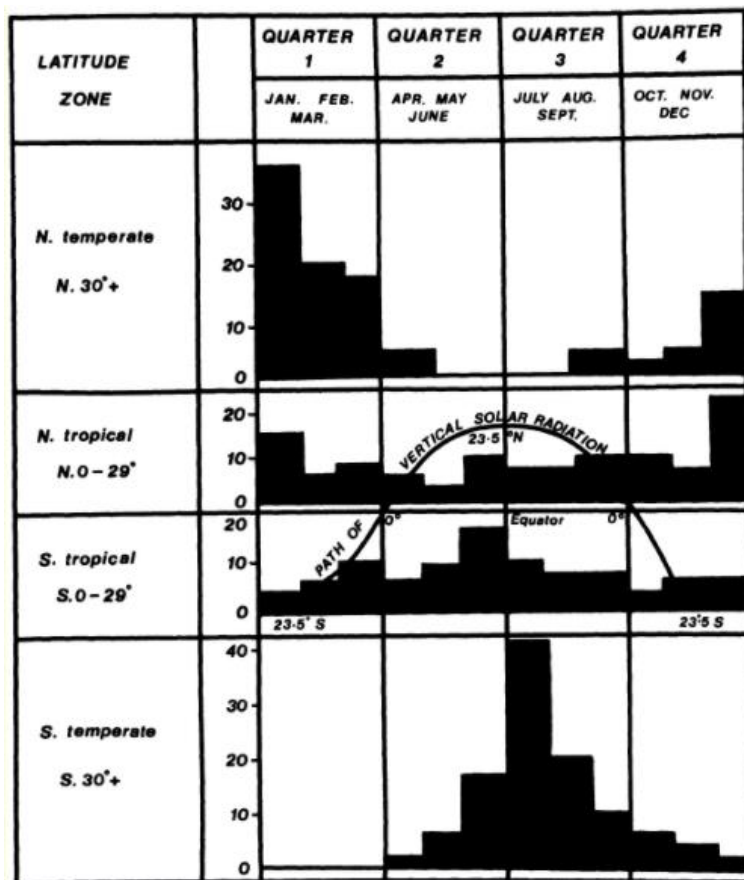 LATITUDE
ZONE
QUARTER
1
QUARTER
2
QUARTER
3
QUARTER
4
JAN. FEB.
MAR.
APR. MAY
JUNE
JULY AUG.
SEPT.
OCT. NOV.
DEC
N. temperate
N. 30°+
30
20
10
0
N. tropical
N. 0-29°
20
10
0
VERTICAL SOLAR RADIATION
23·5 °N
S. tropical
S. 0-29°
20
10
0
PATH OF
0°
Equator
0°
23·5° S
23·5 S
S. temperate
S. 30°+
40
30
20
10
0